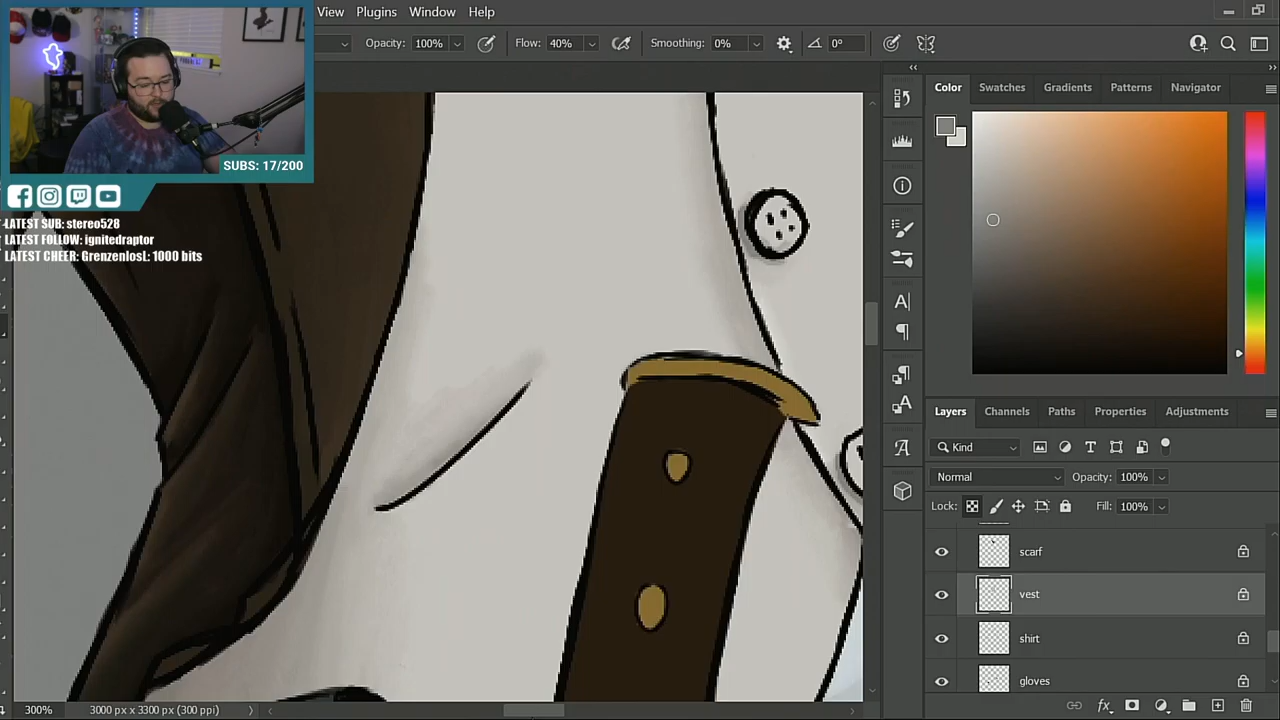 View Plugins Window Help
Opacity: 100% Flow: 40% Smoothing: 0% 0°
SUBS: 17/200
LATEST SUB: stereo528
LATEST FOLLOW: ignitedraptor
LATEST CHEER: GrenzenlosL: 1000 bits
Color Swatches Gradients Patterns Navigator
Layers Channels Paths Properties Adjustments
Kind
Normal Opacity: 100%
Lock: Fill: 100%
scarf
vest
shirt
gloves
300% 3000 px x 3300 px (300 ppi)